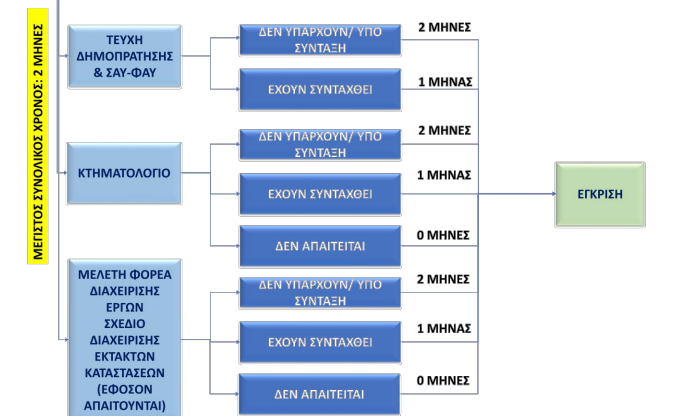 ΜΕΓΙΣΤΟΣ ΣΥΝΟΛΙΚΟΣ ΧΡΟΝΟΣ: 2 ΜΗΝΕΣ
ΤΕΥΧΗ
ΔΗΜΟΠΡΑΤΗΣΗΣ
& ΣΑΥ-ΦΑΥ
ΔΕΝ ΥΠΑΡΧΟΥΝ/ ΥΠΟ
ΣΥΝΤΑΞΗ
2 ΜΗΝΕΣ
ΕΧΟΥΝ ΣΥΝΤΑΧΘΕΙ
1 ΜΗΝΑΣ
ΚΤΗΜΑΤΟΛΟΓΙΟ
ΔΕΝ ΥΠΑΡΧΟΥΝ/ ΥΠΟ
ΣΥΝΤΑΞΗ
2 ΜΗΝΕΣ
ΕΧΟΥΝ ΣΥΝΤΑΧΘΕΙ
1 ΜΗΝΑΣ
ΔΕΝ ΑΠΑΙΤΕΙΤΑΙ
0 ΜΗΝΕΣ
ΜΕΛΕΤΗ ΦΟΡΕΑ
ΔΙΑΧΕΙΡΙΣΗΣ
ΕΡΓΩΝ
ΣΧΕΔΙΟ
ΔΙΑΧΕΙΡΙΣΗΣ
ΕΚΤΑΚΤΩΝ
ΚΑΤΑΣΤΑΣΕΩΝ
(ΕΦΟΣΟΝ
ΑΠΑΙΤΟΥΝΤΑΙ)
ΔΕΝ ΥΠΑΡΧΟΥΝ/ ΥΠΟ
ΣΥΝΤΑΞΗ
2 ΜΗΝΕΣ
ΕΧΟΥΝ ΣΥΝΤΑΧΘΕΙ
1 ΜΗΝΑΣ
ΔΕΝ ΑΠΑΙΤΕΙΤΑΙ
0 ΜΗΝΕΣ
ΕΓΚΡΙΣΗ